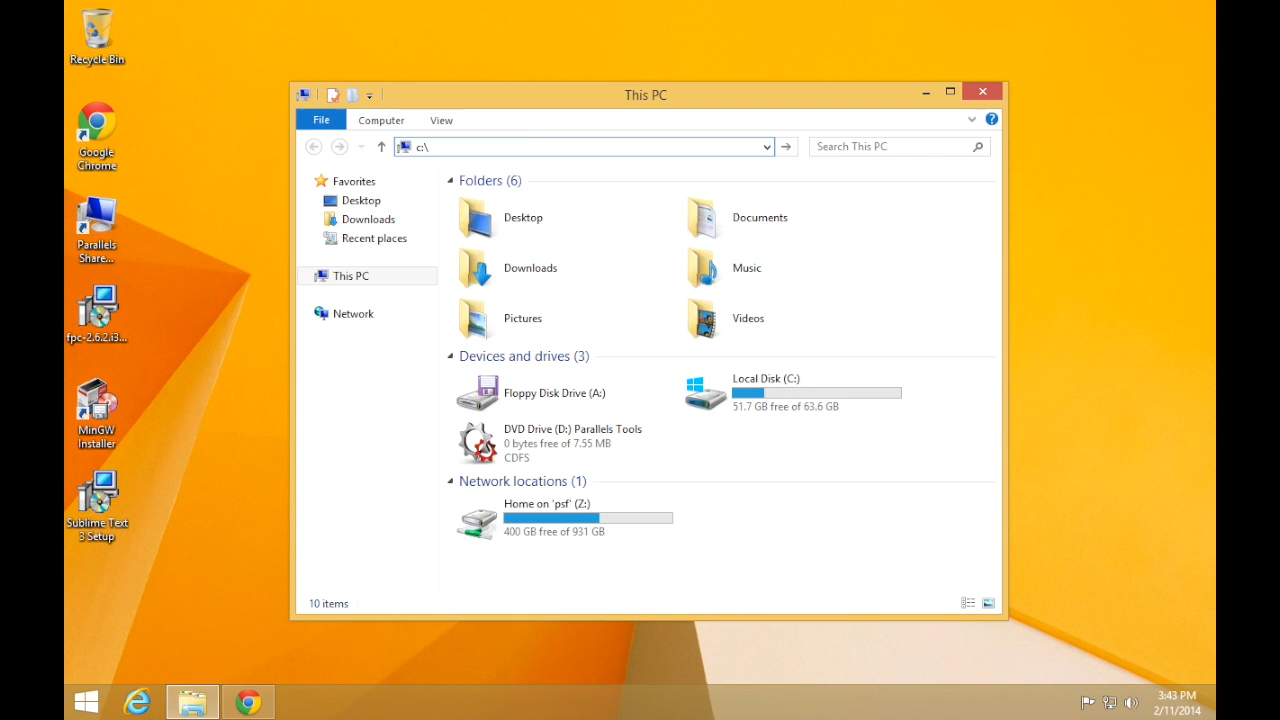 Recycle Bin
Google
Chrome
Parallels
Share...
fpc-2.6.2.i3...
MinGW
Installer
Sublime Text
3 Setup
This PC
File
Computer
View
c:\
Search This PC
Favorites
Desktop
Downloads
Recent places
This PC
Network
Folders (6)
Desktop
Documents
Downloads
Music
Pictures
Videos
Devices and drives (3)
Floppy Disk Drive (A:)
Local Disk (C:)
51.7 GB free of 63.6 GB
DVD Drive (D:) Parallels Tools
0 bytes free of 7.55 MB
CDFS
Network locations (1)
Home on 'psf' (Z:)
400 GB free of 931 GB
10 items
3:43 PM
2/11/2014